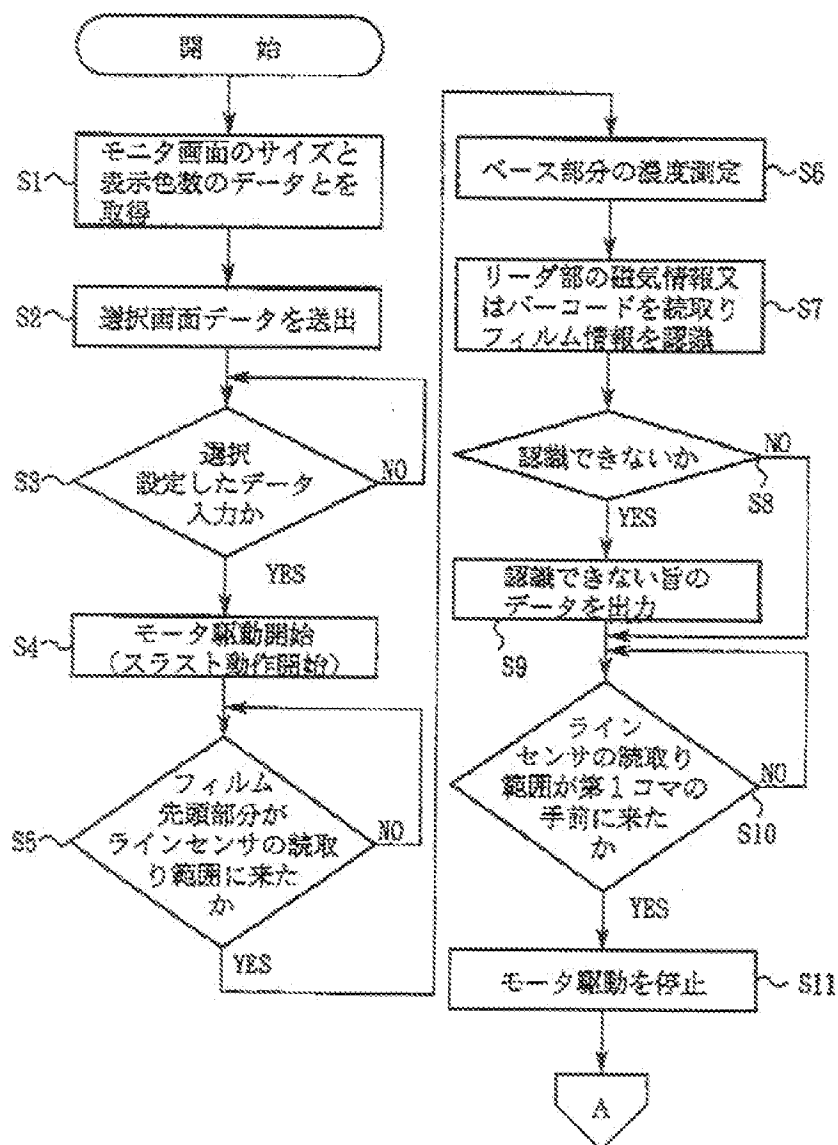 開 始
S1
モニタ画面のサイズと
表示色数のデータとを
取得
S2
選択画面データを送出
S3
選択
設定したデータ
入力か
NO
YES
S4
モータ駆動開始
(スラスト動作開始)
S5
フィルム
先頭部分が
ラインセンサの読取
り範囲に来た
か
NO
YES
ベース部分の濃度測定
S6
リーダ部の磁気情報又
はバーコードを読取り
フィルム情報を認識
S7
認識できないか
NO
S8
YES
認識できない旨の
データを出力
S9
ライン
センサの読取り
範囲が第1コマの
手前に来た
か
NO
S10
YES
モータ駆動を停止
S11
A